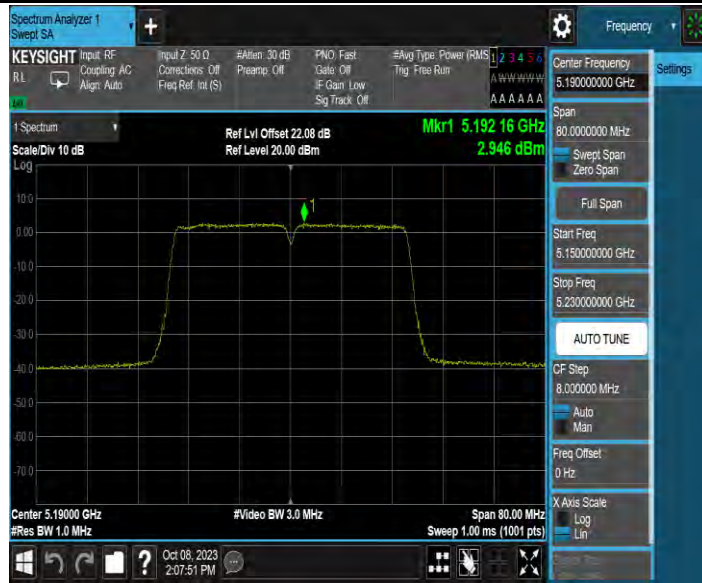 Spectrum Analyzer 1
Swept SA
Frequency
KEYSIGHT
RL
Input: RF
Coupling: AC
Align: Auto
Input Z: 50 Ω
Corrections: Off
Freq Ref: Int (S)
#Atten: 30 dB
Preamp: Off
PNO: Fast
Gate: Off
IF Gain: Low
Sig Track: Off
#Avg Type: Power (RMS
Trig: Free Run
1 2 3 4 5 6
A W W W W W
A A A A A A
1 Spectrum
Scale/Div 10 dB
Log
Ref Lvl Offset 22.08 dB
Ref Level 20.00 dBm
Mkr1 5.192 16 GHz
2.946 dBm
1
10.0
0.00
-10.0
-20.0
-30.0
-40.0
-50.0
-60.0
-70.0
Center 5.19000 GHz
#Res BW 1.0 MHz
#Video BW 3.0 MHz
Span 80.00 MHz
Sweep 1.00 ms (1001 pts)
?
Oct 08, 2023
2:07:51 PM
Center Frequency
5.190000000 GHz
Settings
Span
80.0000000 MHz
Swept Span
Zero Span
Full Span
Start Freq
5.150000000 GHz
Stop Freq
5.230000000 GHz
AUTO TUNE
CF Step
8.000000 MHz
Auto
Man
Freq Offset
0 Hz
X Axis Scale
Log
Lin